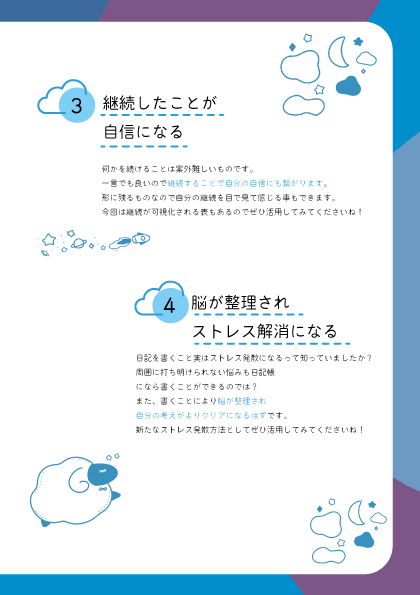 3
継続したことが
自信になる
何かを続けることは案外難しいものです。
一言でも良いので継続することで自分の自信にも繋がります。
形に残るものなので自分の継続を目で見て感じる事もできます。
今回は継続が可視化される表もあるのでぜひ活用してみてくださいね！
4
脳が整理され
ストレス解消になる
日記を書くこと実はストレス発散になるって知っていましたか？
周囲に打ち明けられない悩みも日記帳
になら書くことができるのでは？
また、書くことにより脳が整理され
自分の考えがよりクリアになるはずです。
新たなストレス発散方法としてぜひ活用してみてくださいね！